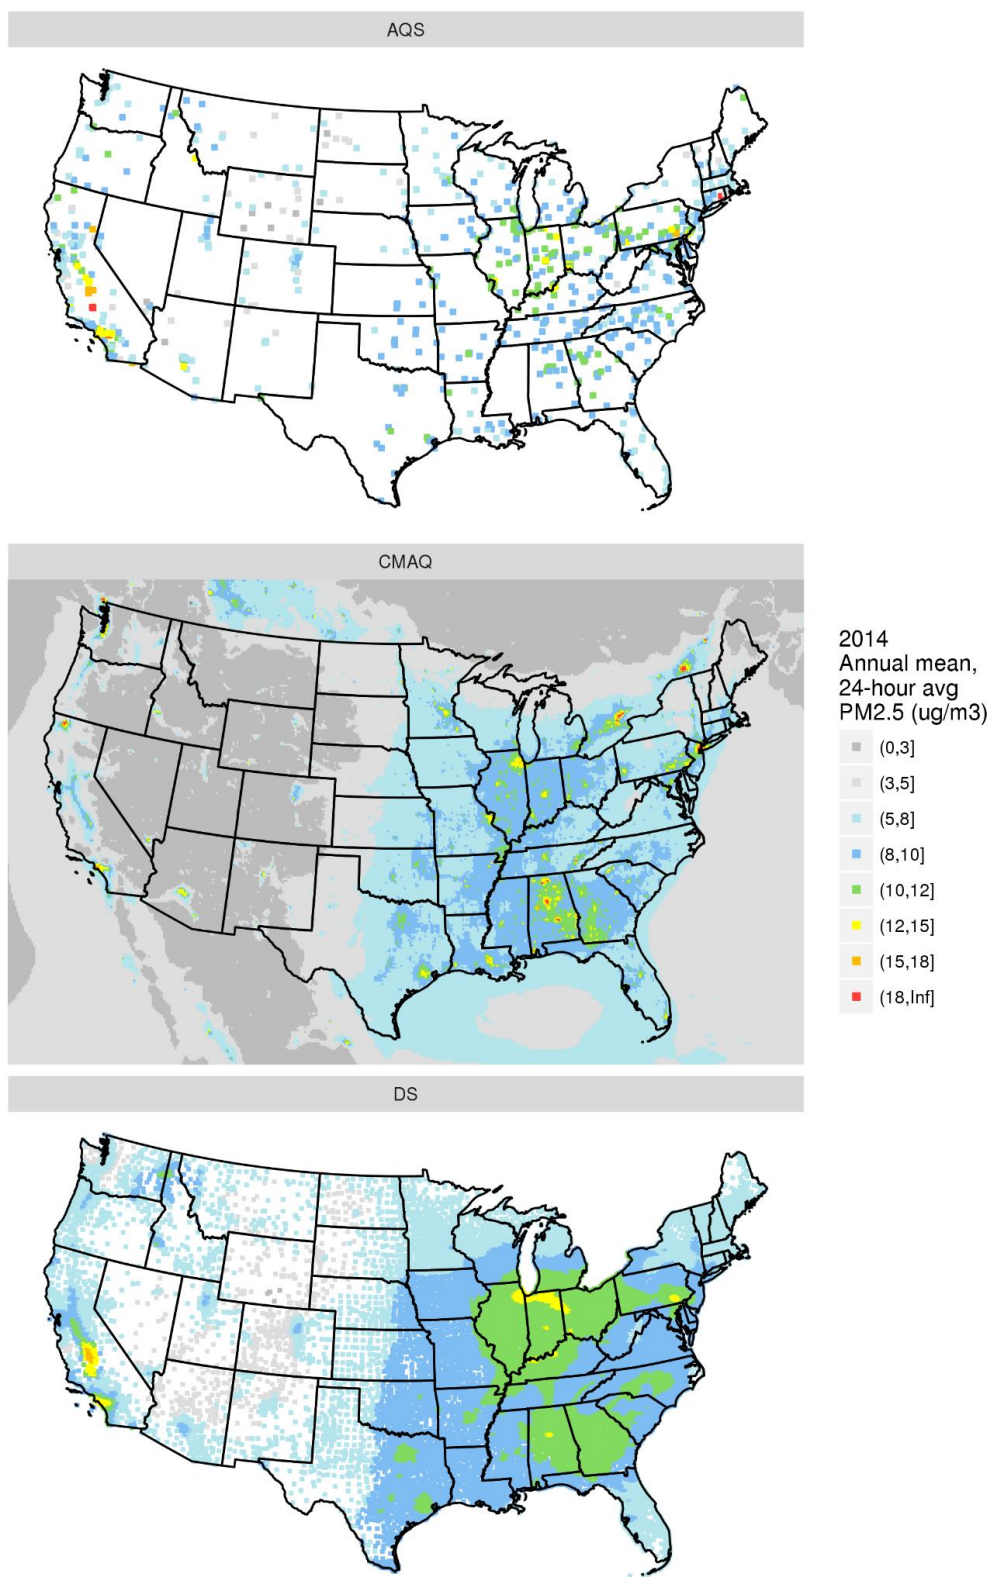 AQS
CMAQ
2014
Annual mean,
24-hour avg
PM2.5 (ug/m3)
(0,3]
(3,5]
(5,8]
(8,10]
(10,12]
(12,15]
(15,18]
(18,Inf]
DS